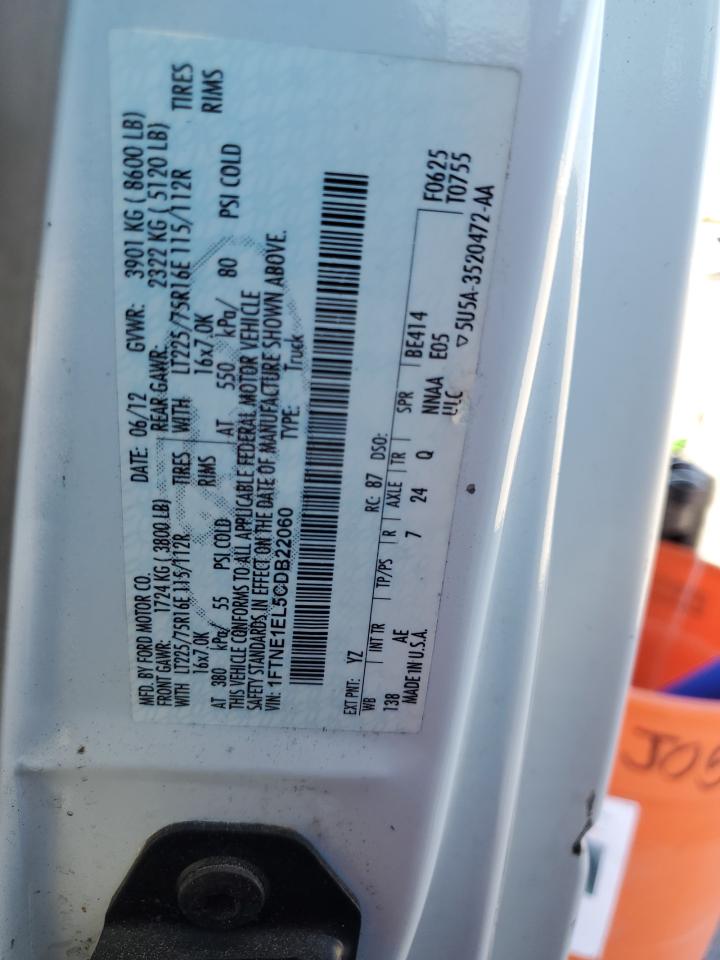 MFD. BY FORD MOTOR CO. DATE: 06/12 GVWR: 3901 KG ( 8600 LB)
FRONT GAWR: 1724 KG ( 3800 LB) REAR GAWR: 2322 KG ( 5120 LB)
WITH LT225/75R16E 115/112R TIRES WITH LT225/75R16E 115/112R TIRES
16x7.0K RIMS 16x7.0K RIMS
AT 380 kPa/ 55 PSI COLD AT 550 kPa/ 80 PSI COLD
THIS VEHICLE CONFORMS TO ALL APPLICABLE FEDERAL MOTOR VEHICLE
SAFETY STANDARDS IN EFFECT ON THE DATE OF MANUFACTURE SHOWN ABOVE.
VIN: 1FTNE1EL5CDB22060 TYPE: Truck
EXT PNT: YZ RC: 87 DSO: F0625
WB INT TR TP/PS R AXLE TR SPR BE414 T0755
138 AE 7 24 Q NNAA E05
MADE IN U.S.A. ULC ▽5U5A-3520472-AA
JOS